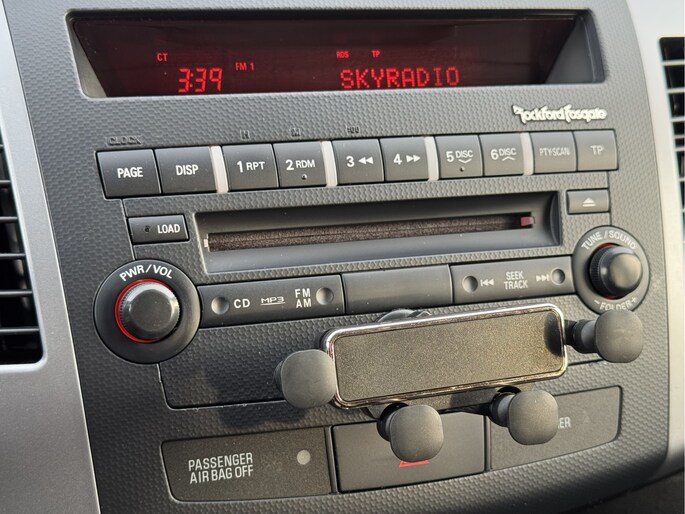 CT RDS TP
3:39 FM 1 SKYRADIO
Rockford Fosgate
CLOCK H M :00
PAGE DISP 1 RPT 2 RDM 3 ◀◀ 4 ▶▶ 5 DISC 6 DISC PTY·SCAN TP
LOAD
TUNE / SOUND
PWR/VOL
CD MP3 FM AM
SEEK TRACK
- FOLDER +
PASSENGER
AIR BAG OFF